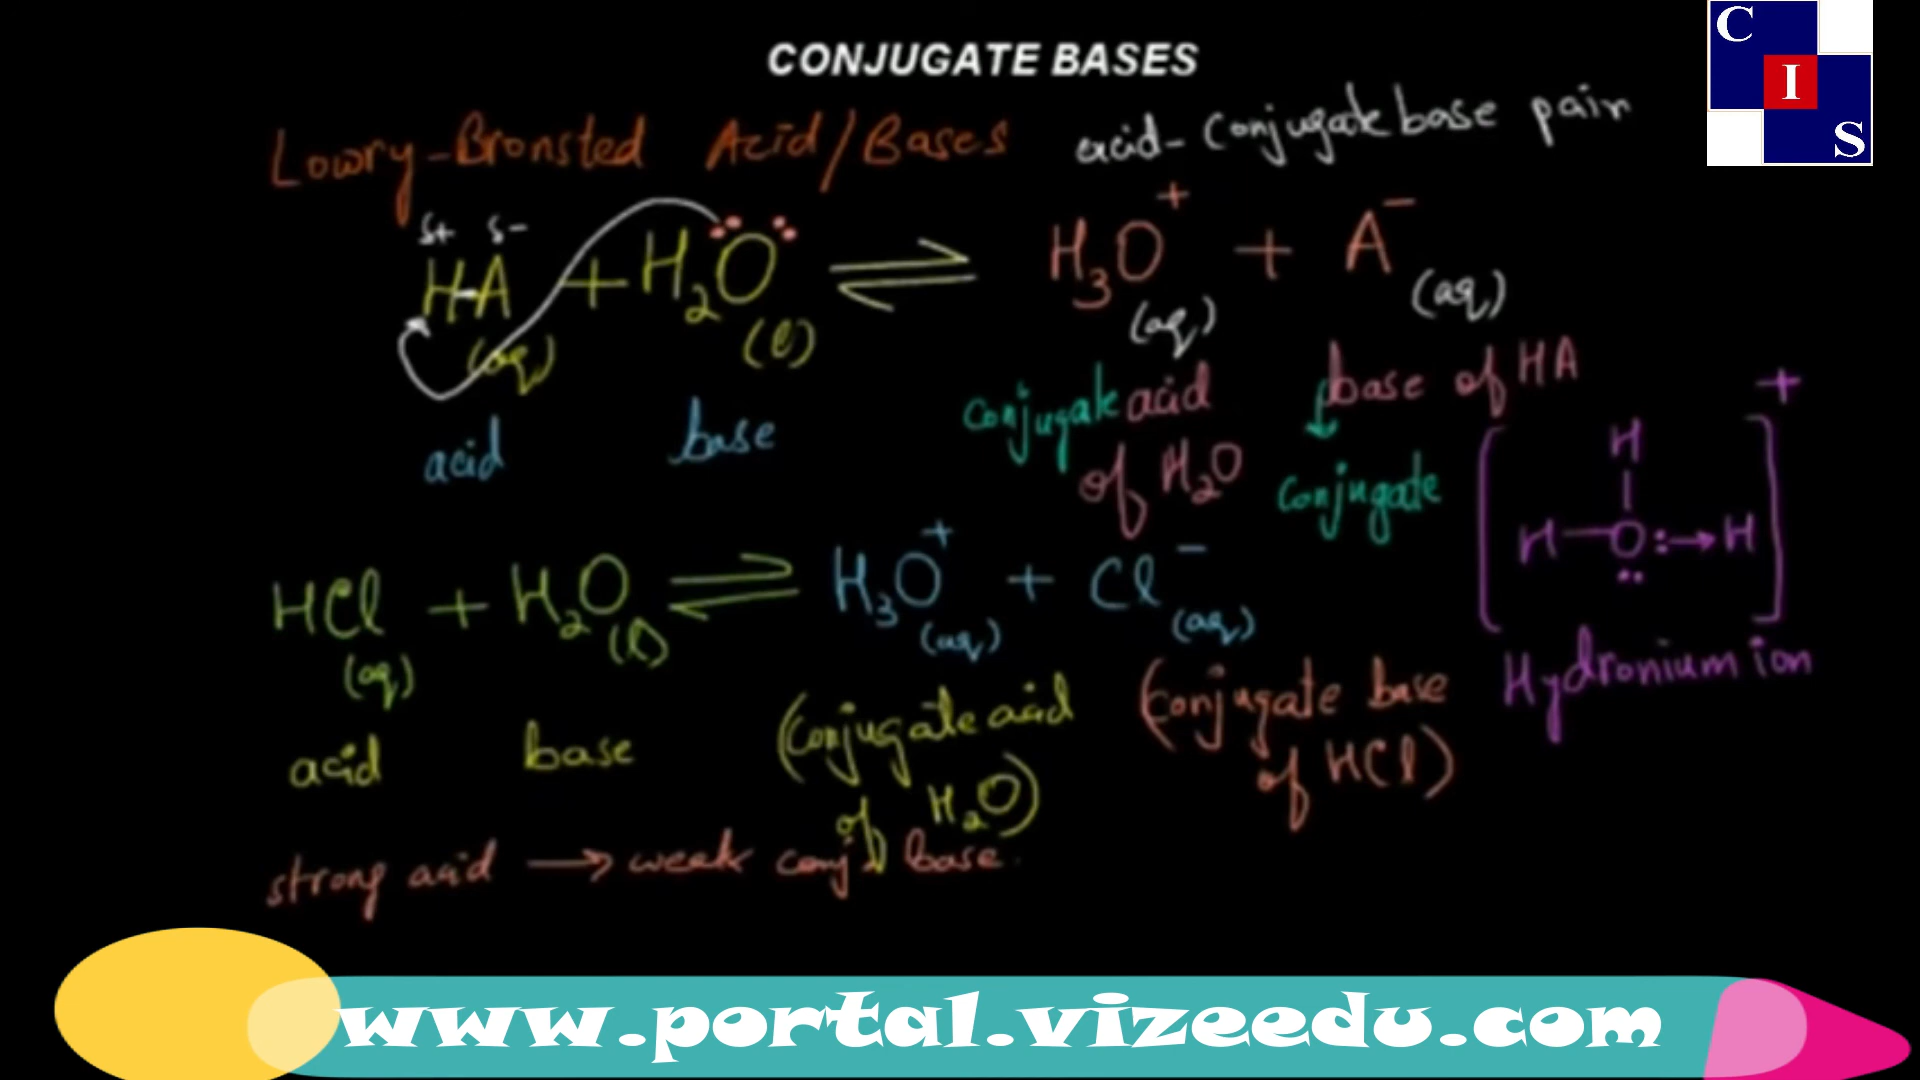 CONJUGATE BASES
C
I
S
Lowry-Bronsted Acid/Bases
acid-conjugate base pair
δ+ δ-
H-A + H₂O ⇌ H₃O⁺ + A⁻
(aq) (l) (aq) (aq)
acid base
conjugate acid of H₂O
base of HA
conjugate
[H-O:→H]⁺
H
Hydronium ion
HCl + H₂O ⇌ H₃O⁺ + Cl⁻
(aq) (l) (aq) (aq)
acid base
(conjugate acid of H₂O)
(conjugate base of HCl)
strong acid → weak conj. base.
www.portal.vizeedu.com